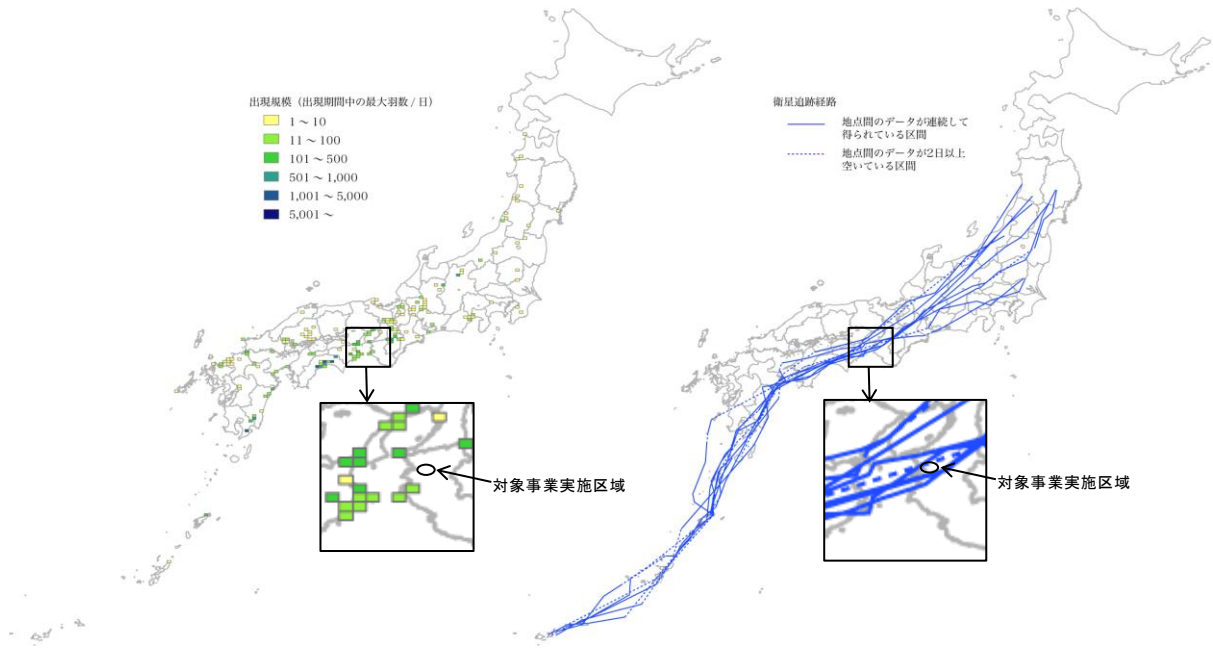 出現規模（出現期間中の最大羽数 / 日）
1 ～ 10
11 ～ 100
101 ～ 500
501 ～ 1,000
1,001 ～ 5,000
5,001 ～
対象事業実施区域
衛星追跡経路
地点間のデータが連続して
得られている区間
地点間のデータが2日以上
空いている区間
対象事業実施区域